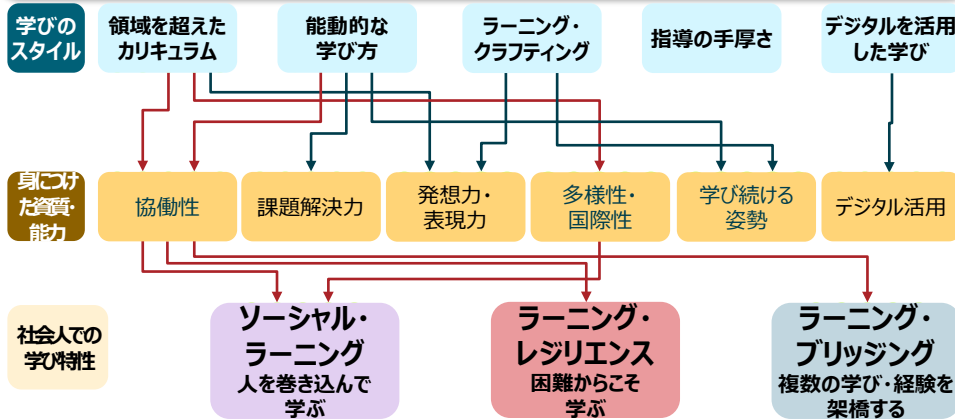 学びの
スタイル
領域を超えた
カリキュラム
能動的な
学び方
ラーニング・
クラフティング
指導の手厚さ
デジタルを活用
した学び
身につけ
た資質・
能力
協働性
課題解決力
発想力・
表現力
多様性・
国際性
学び続ける
姿勢
デジタル活用
社会人での
学び特性
ソーシャル・
ラーニング
人を巻き込んで
学ぶ
ラーニング・
レジリエンス
困難からこそ
学ぶ
ラーニング・
ブリッジング
複数の学び・経験を
架橋する